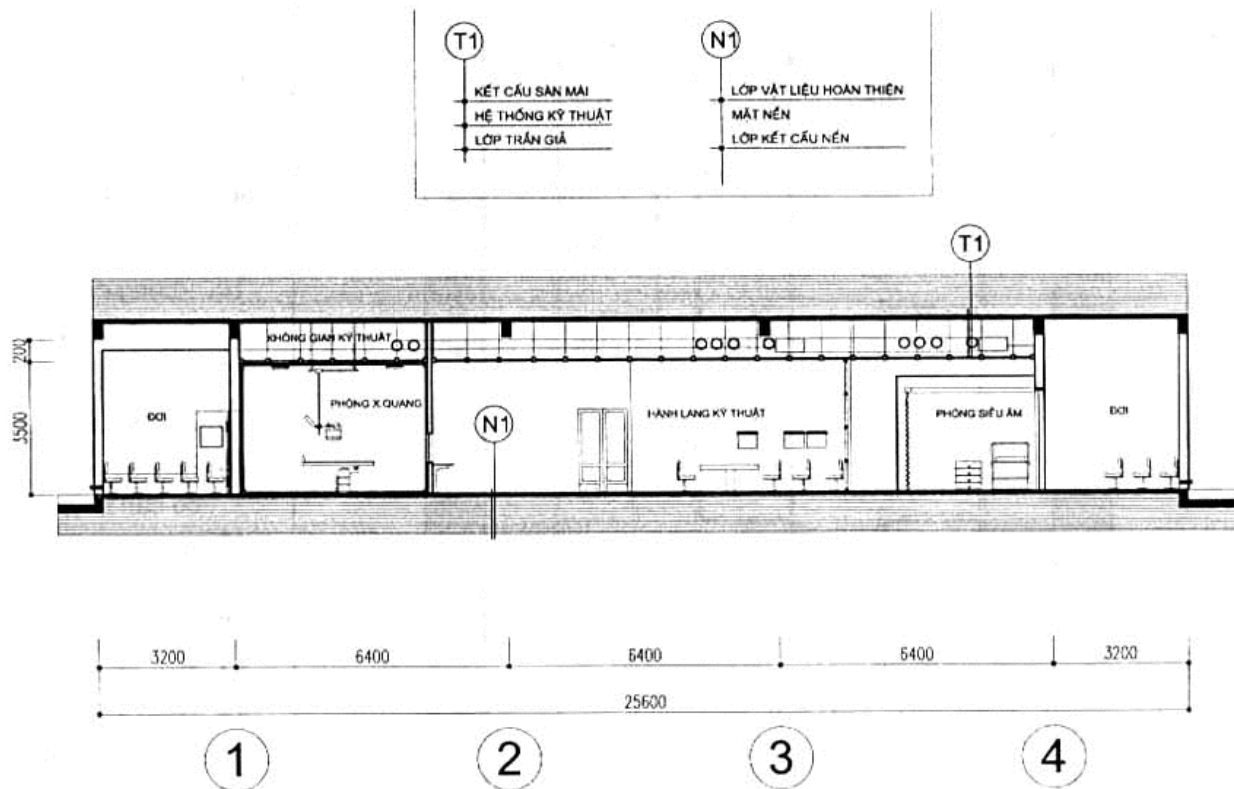 T1
KẾT CẤU SÀN MÁI
HỆ THỐNG KỸ THUẬT
LỚP TRẦN GIẢ
N1
LỚP VẬT LIỆU HOÀN THIỆN
MẶT NỀN
LỚP KẾT CẤU NỀN
T1
KHÔNG GIAN KỸ THUẬT
PHÒNG X QUANG
ĐỢI
N1
HÀNH LANG KỸ THUẬT
PHÒNG SIÊU ÂM
ĐỢI
3500
3200
6400
6400
6400
3200
25600
1
2
3
4